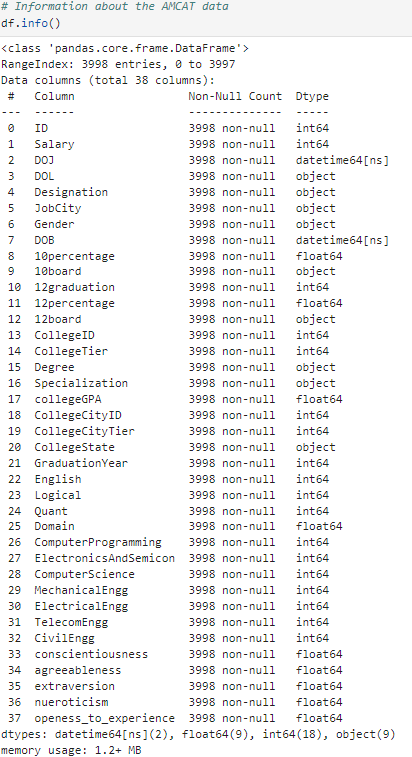 # Information about the AMCAT data
df.info()
<class 'pandas.core.frame.DataFrame'>
RangeIndex: 3998 entries, 0 to 3997
Data columns (total 38 columns):
 #   Column                 Non-Null Count  Dtype
---  ------                 --------------  -----
 0   ID                     3998 non-null   int64
 1   Salary                 3998 non-null   int64
 2   DOJ                    3998 non-null   datetime64[ns]
 3   DOL                    3998 non-null   object
 4   Designation            3998 non-null   object
 5   JobCity                3998 non-null   object
 6   Gender                 3998 non-null   object
 7   DOB                    3998 non-null   datetime64[ns]
 8   10percentage           3998 non-null   float64
 9   10board                3998 non-null   object
 10  12graduation           3998 non-null   int64
 11  12percentage           3998 non-null   float64
 12  12board                3998 non-null   object
 13  CollegeID              3998 non-null   int64
 14  CollegeTier            3998 non-null   int64
 15  Degree                 3998 non-null   object
 16  Specialization         3998 non-null   object
 17  collegeGPA             3998 non-null   float64
 18  CollegeCityID          3998 non-null   int64
 19  CollegeCityTier        3998 non-null   int64
 20  CollegeState           3998 non-null   object
 21  GraduationYear         3998 non-null   int64
 22  English                3998 non-null   int64
 23  Logical                3998 non-null   int64
 24  Quant                  3998 non-null   int64
 25  Domain                 3998 non-null   float64
 26  ComputerProgramming    3998 non-null   int64
 27  ElectronicsAndSemicon  3998 non-null   int64
 28  ComputerScience        3998 non-null   int64
 29  MechanicalEngg         3998 non-null   int64
 30  ElectricalEngg         3998 non-null   int64
 31  TelecomEngg            3998 non-null   int64
 32  CivilEngg              3998 non-null   int64
 33  conscientiousness      3998 non-null   float64
 34  agreeableness          3998 non-null   float64
 35  extraversion           3998 non-null   float64
 36  nueroticism            3998 non-null   float64
 37  openess_to_experience  3998 non-null   float64
dtypes: datetime64[ns](2), float64(9), int64(18), object(9)
memory usage: 1.2+ MB